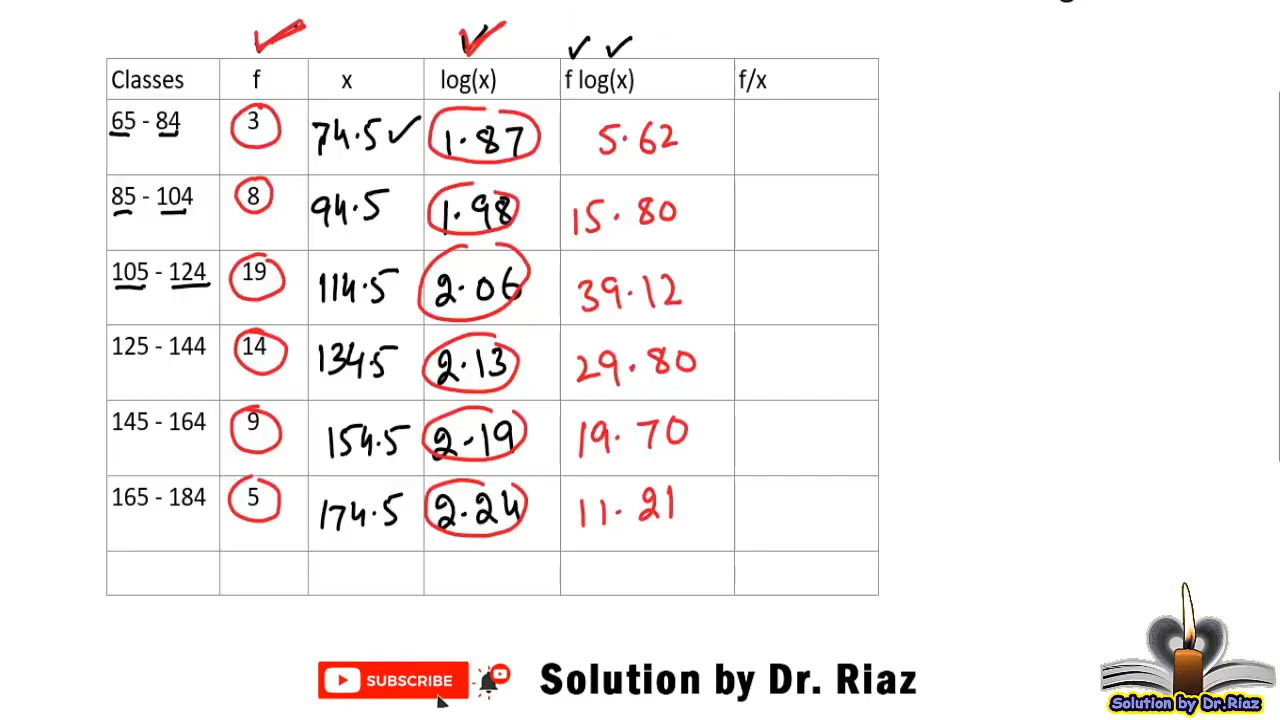 Classes f x log(x) f log(x) f/x
65 - 84 3 74.5 1.87 5.62
85 - 104 8 94.5 1.98 15.80
105 - 124 19 114.5 2.06 39.12
125 - 144 14 134.5 2.13 29.80
145 - 164 9 154.5 2.19 19.70
165 - 184 5 174.5 2.24 11.21
SUBSCRIBE Solution by Dr. Riaz
Solution by Dr.Riaz